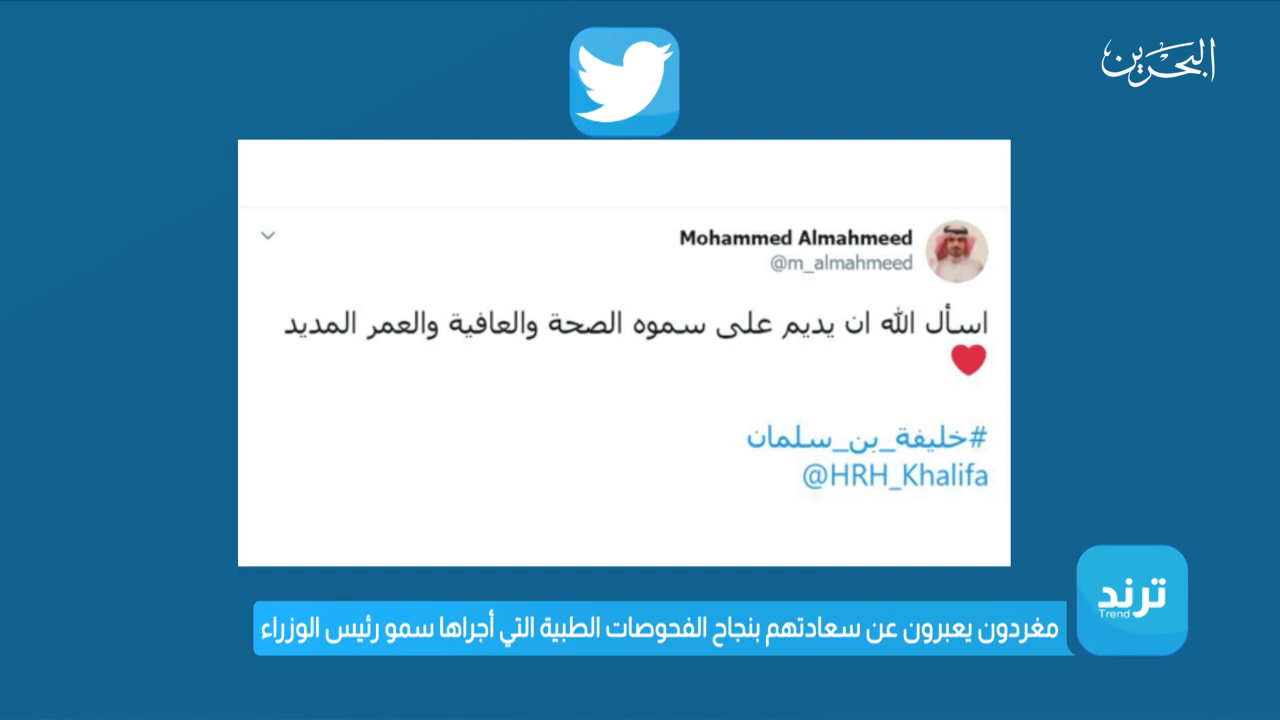 البحرين
Mohammed Almahmeed
@m_almahmeed
اسأل الله ان يديم على سموه الصحة والعافية والعمر المديد
#خليفة_بن_سلمان
@HRH_Khalifa
ترند
Trend
مغردون يعبرون عن سعادتهم بنجاح الفحوصات الطبية التي أجراها سمو رئيس الوزراء